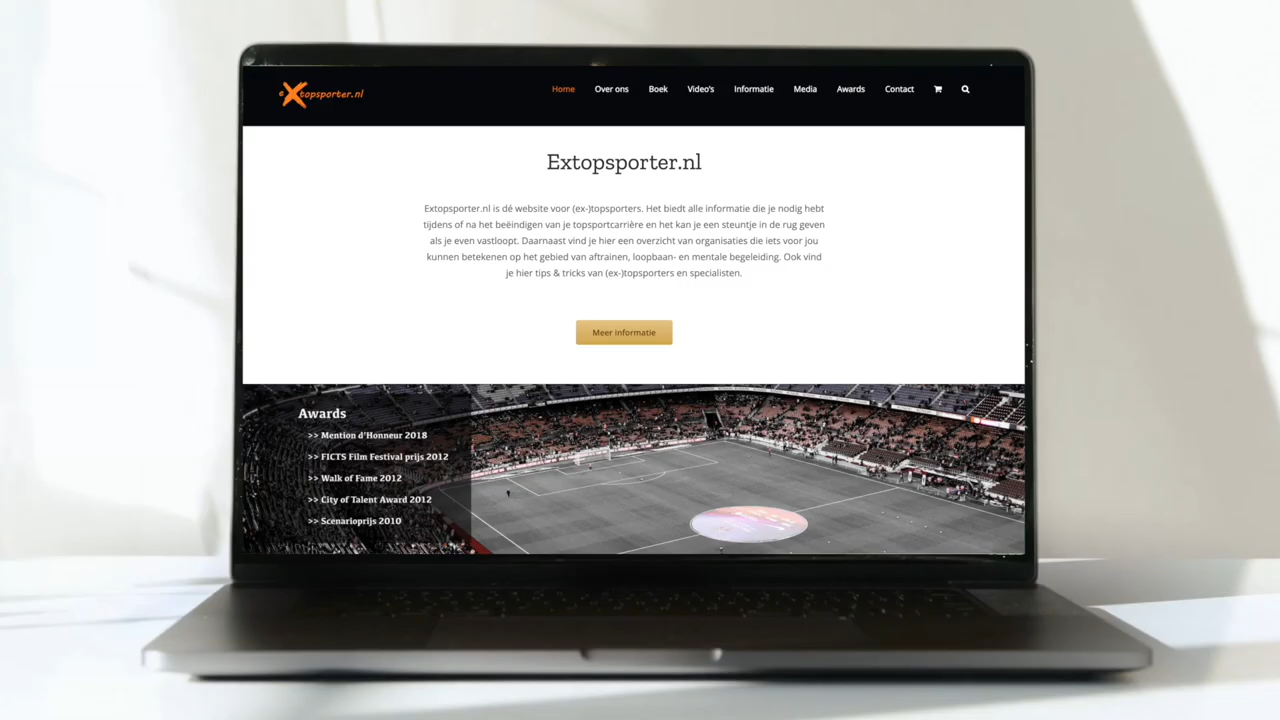 eXtopsporter.nl
Home Over ons Boek Video's Informatie Media Awards Contact
Extopsporter.nl
Extopsporter.nl is dé website voor (ex-)topsporters. Het biedt alle informatie die je nodig hebt
tijdens of na het beëindigen van je topsportcarrière en het kan je een steuntje in de rug geven
als je even vastloopt. Daarnaast vind je hier een overzicht van organisaties die iets voor jou
kunnen betekenen op het gebied van aftrainen, loopbaan- en mentale begeleiding. Ook vind
je hier tips & tricks van (ex-)topsporters en specialisten.
Meer informatie
Awards
>> Mention d'Honneur 2018
>> FICTS Film Festival prijs 2012
>> Walk of Fame 2012
>> City of Talent Award 2012
>> Scenarioprijs 2010